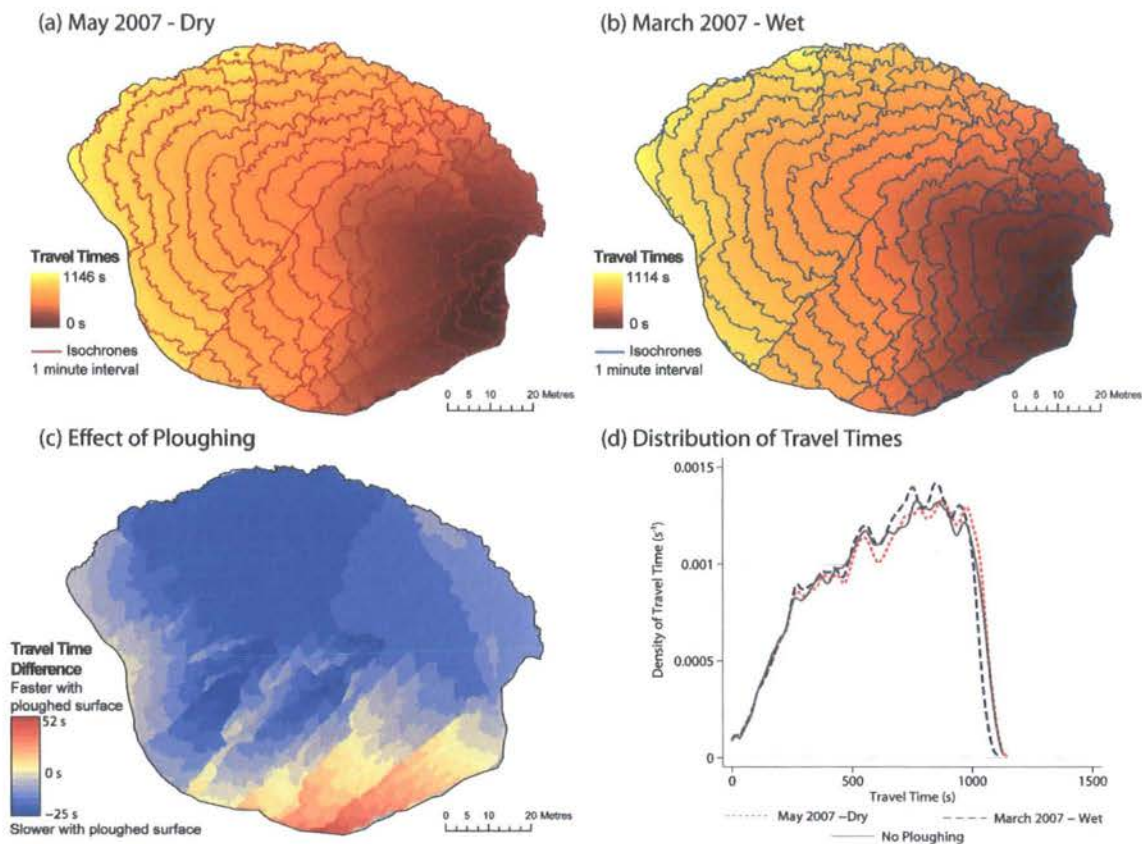 (a) May 2007 - Dry
Travel Times
1146 s
0 s
Isochrones
1 minute interval
0 5 10 20 Metres
(b) March 2007 - Wet
Travel Times
1114 s
0 s
Isochrones
1 minute interval
0 5 10 20 Metres
(c) Effect of Ploughing
Travel Time
Difference
Faster with
ploughed surface
52 s
0 s
−25 s
Slower with ploughed surface
0 5 10 20 Metres
(d) Distribution of Travel Times
Density of Travel Time (s⁻¹)
0.0015
0.001
0.0005
0
0 500 1000 1500
Travel Time (s)
May 2007 –Dry March 2007 – Wet
No Ploughing